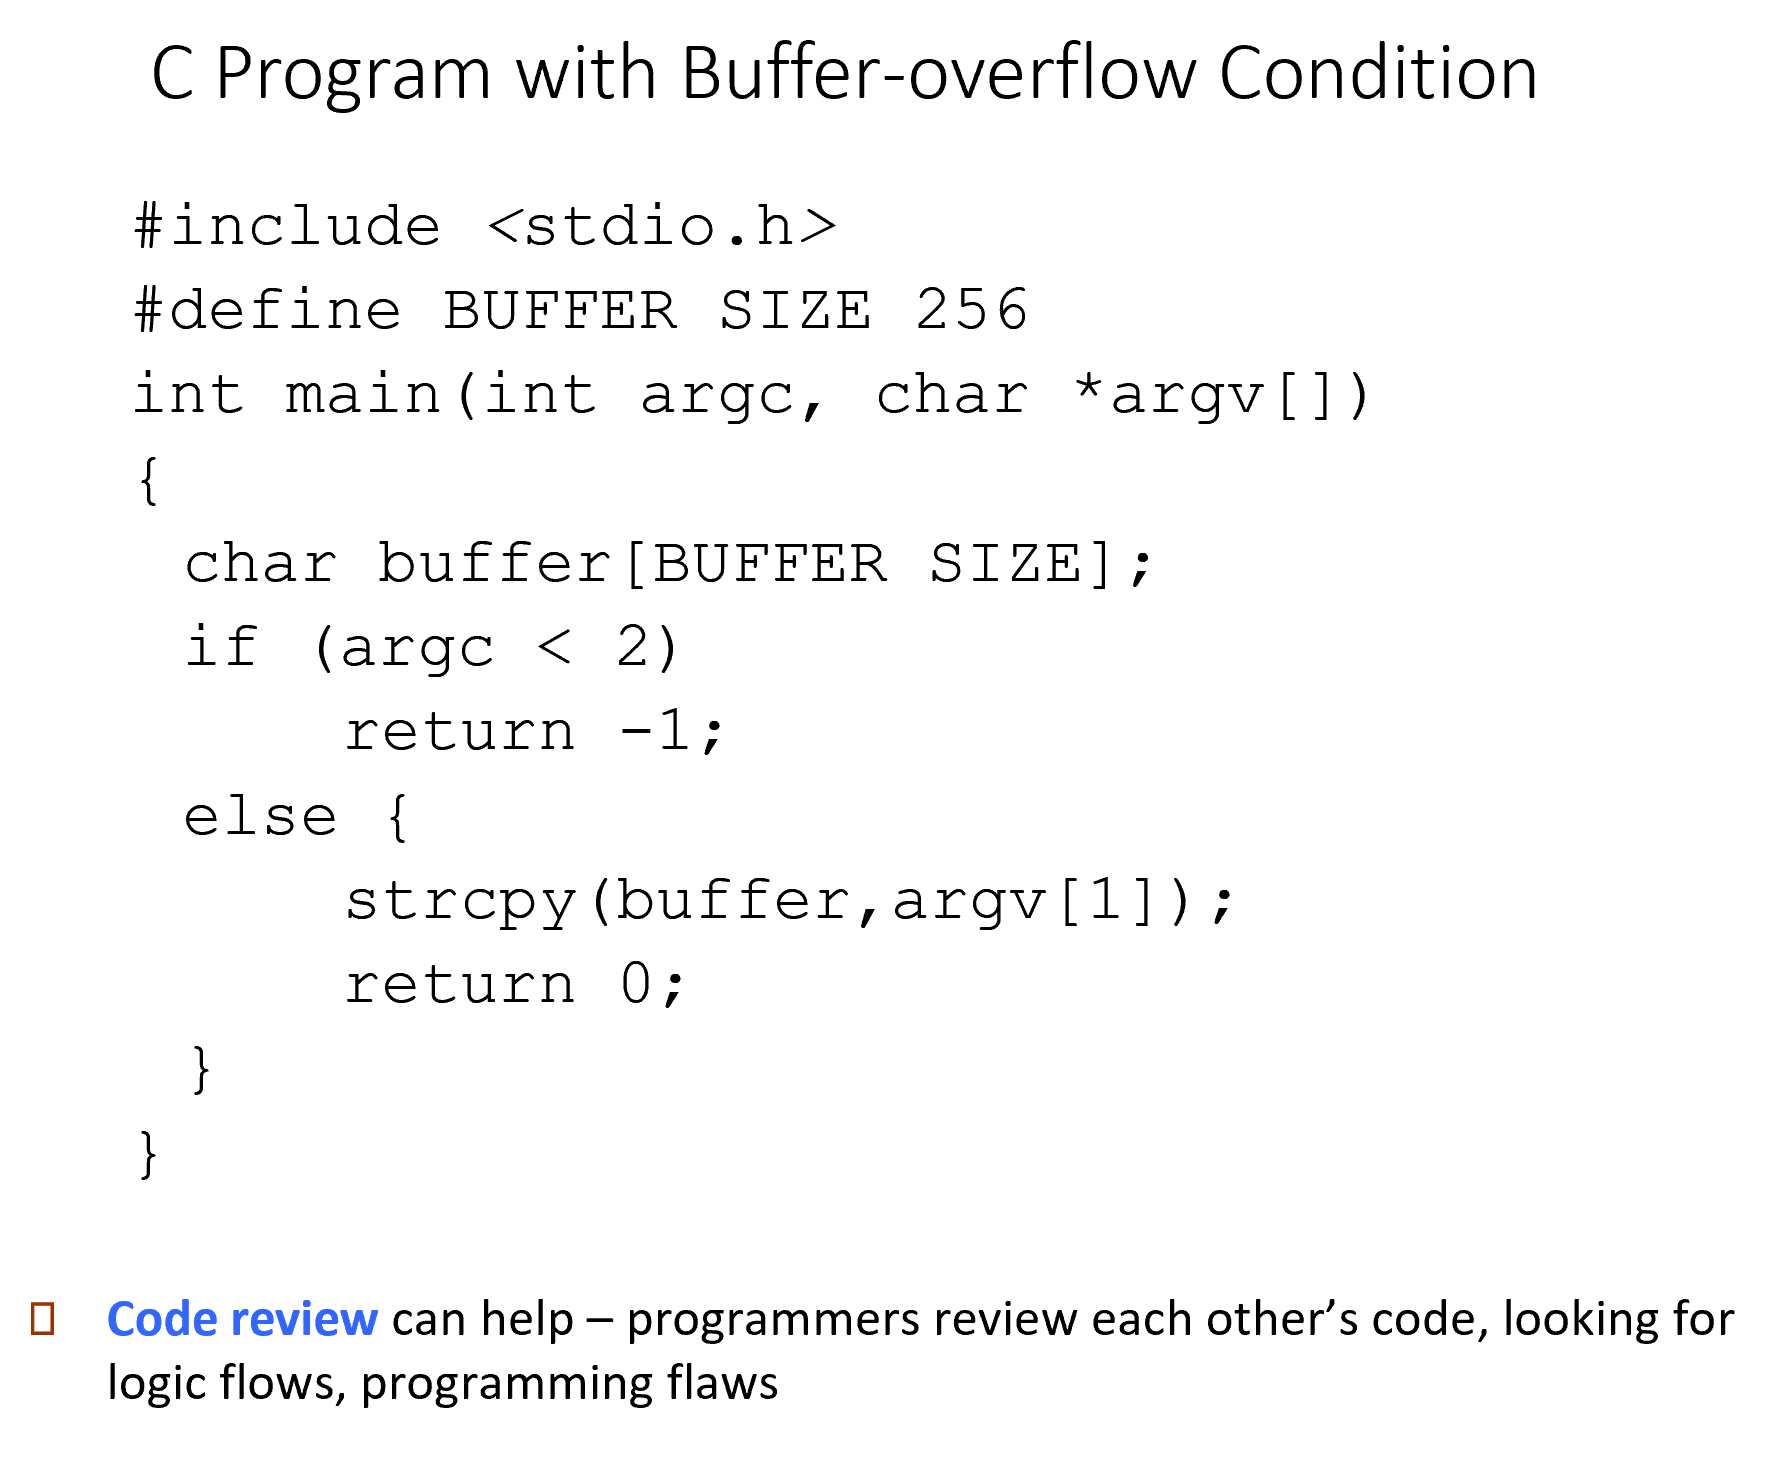 C Program with Buffer-overflow Condition
#include <stdio.h>
#define BUFFER SIZE 256
int main(int argc, char *argv[])
{
char buffer[BUFFER SIZE];
if (argc < 2)
return -1;
else {
strcpy(buffer,argv[1]);
return 0;
}
}
Code review can help – programmers review each other’s code, looking for
logic flows, programming flaws